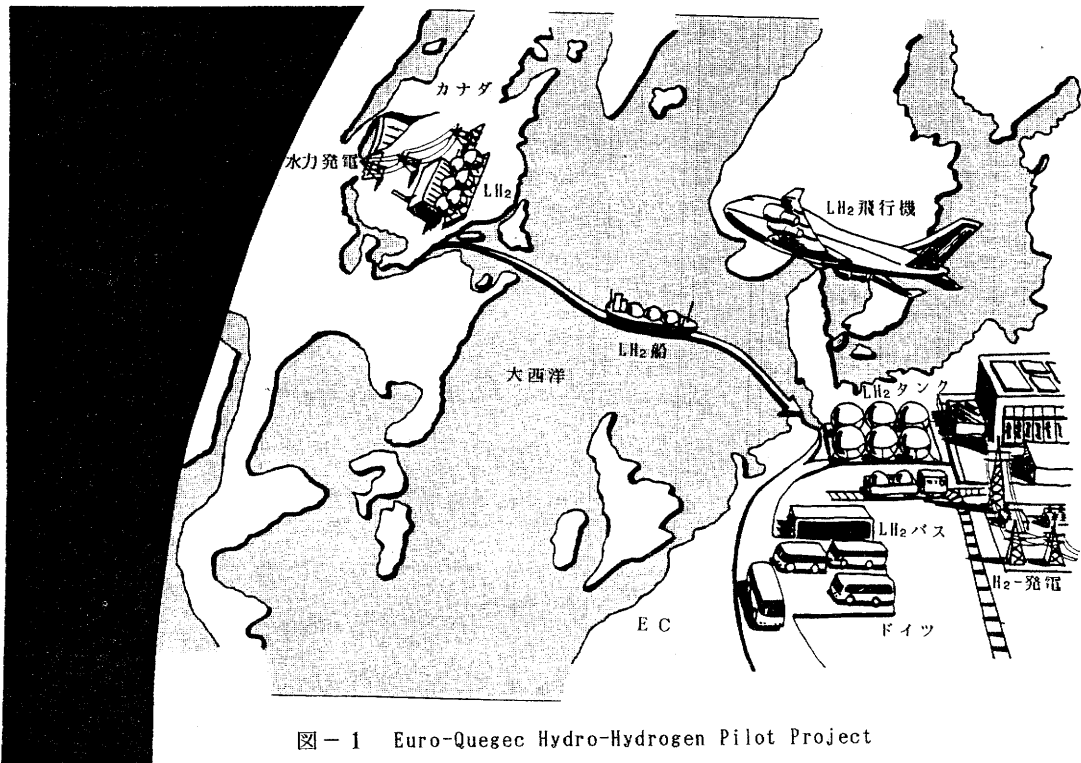 カナダ
水力発電
LH₂
LH₂飛行機
LH₂船
大西洋
LH₂タンク
LH₂バス
H₂-発電
EC
ドイツ
図-1 Euro-Quegec Hydro-Hydrogen Pilot Project